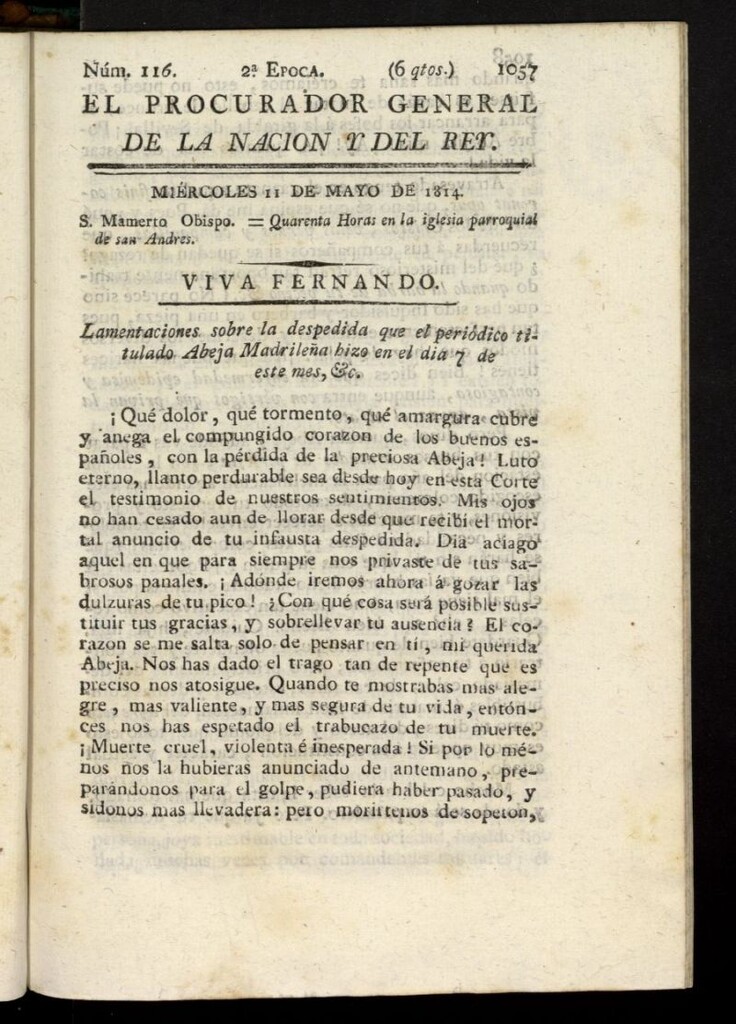 Núm. 116. 2ª EPOCA. (6 qtos.) 1057
EL PROCURADOR GENERAL
DE LA NACION Y DEL REY.
MIÉRCOLES 11 DE MAYO DE 1814.
S. Mamerto Obispo. = Quarenta Horas en la iglesia parroquial
de san Andres.
VIVA FERNANDO.
Lamentaciones sobre la despedida que el periódico ti-
tulado Abeja Madrileña hizo en el dia 7 de
este mes, &c.
¡Qué dolor, qué tormento, qué amargura cubre
y anega el compungido corazon de los buenos es-
pañoles, con la pérdida de la preciosa Abeja! Luto
eterno, llanto perdurable sea desde hoy en esta Corte
el testimonio de nuestros sentimientos. Mis ojos
no han cesado aun de llorar desde que recibí el mor-
tal anuncio de tu infausta despedida. Dia aciago
aquel en que para siempre nos privaste de tus sa-
brosos panales. ¡Adónde iremos ahora á gozar las
dulzuras de tu pico! ¿Con qué cosa será posible sus-
tituir tus gracias, y sobrellevar tu ausencia? El co-
razon se me salta solo de pensar en tí, mi querida
Abeja. Nos has dado el trago tan de repente que es
preciso nos atosigue. Quando te mostrabas mas ale-
gre, mas valiente, y mas segura de tu vida, entón-
ces nos has espetado el trabucazo de tu muerte.
¡Muerte cruel, violenta é inesperada! Si por lo mé-
nos nos la hubieras anunciado de antemano, pre-
parándonos para el golpe, pudiera haber pasado, y
sídonos mas llevadera: pero morirtenos de sopeton,